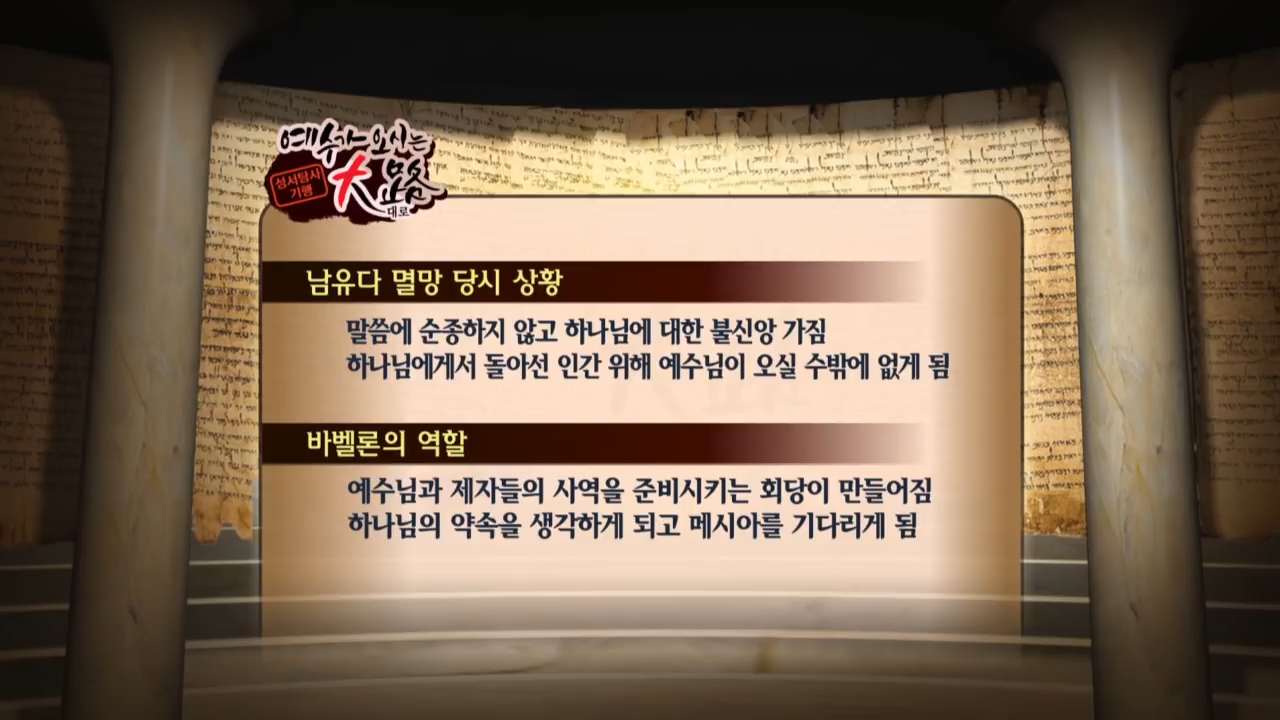 예수가 오시는
성서탐사
기행
大路
대로
남유다 멸망 당시 상황
말씀에 순종하지 않고 하나님에 대한 불신앙 가짐
하나님에게서 돌아선 인간 위해 예수님이 오실 수밖에 없게 됨
바벨론의 역할
예수님과 제자들의 사역을 준비시키는 회당이 만들어짐
하나님의 약속을 생각하게 되고 메시아를 기다리게 됨